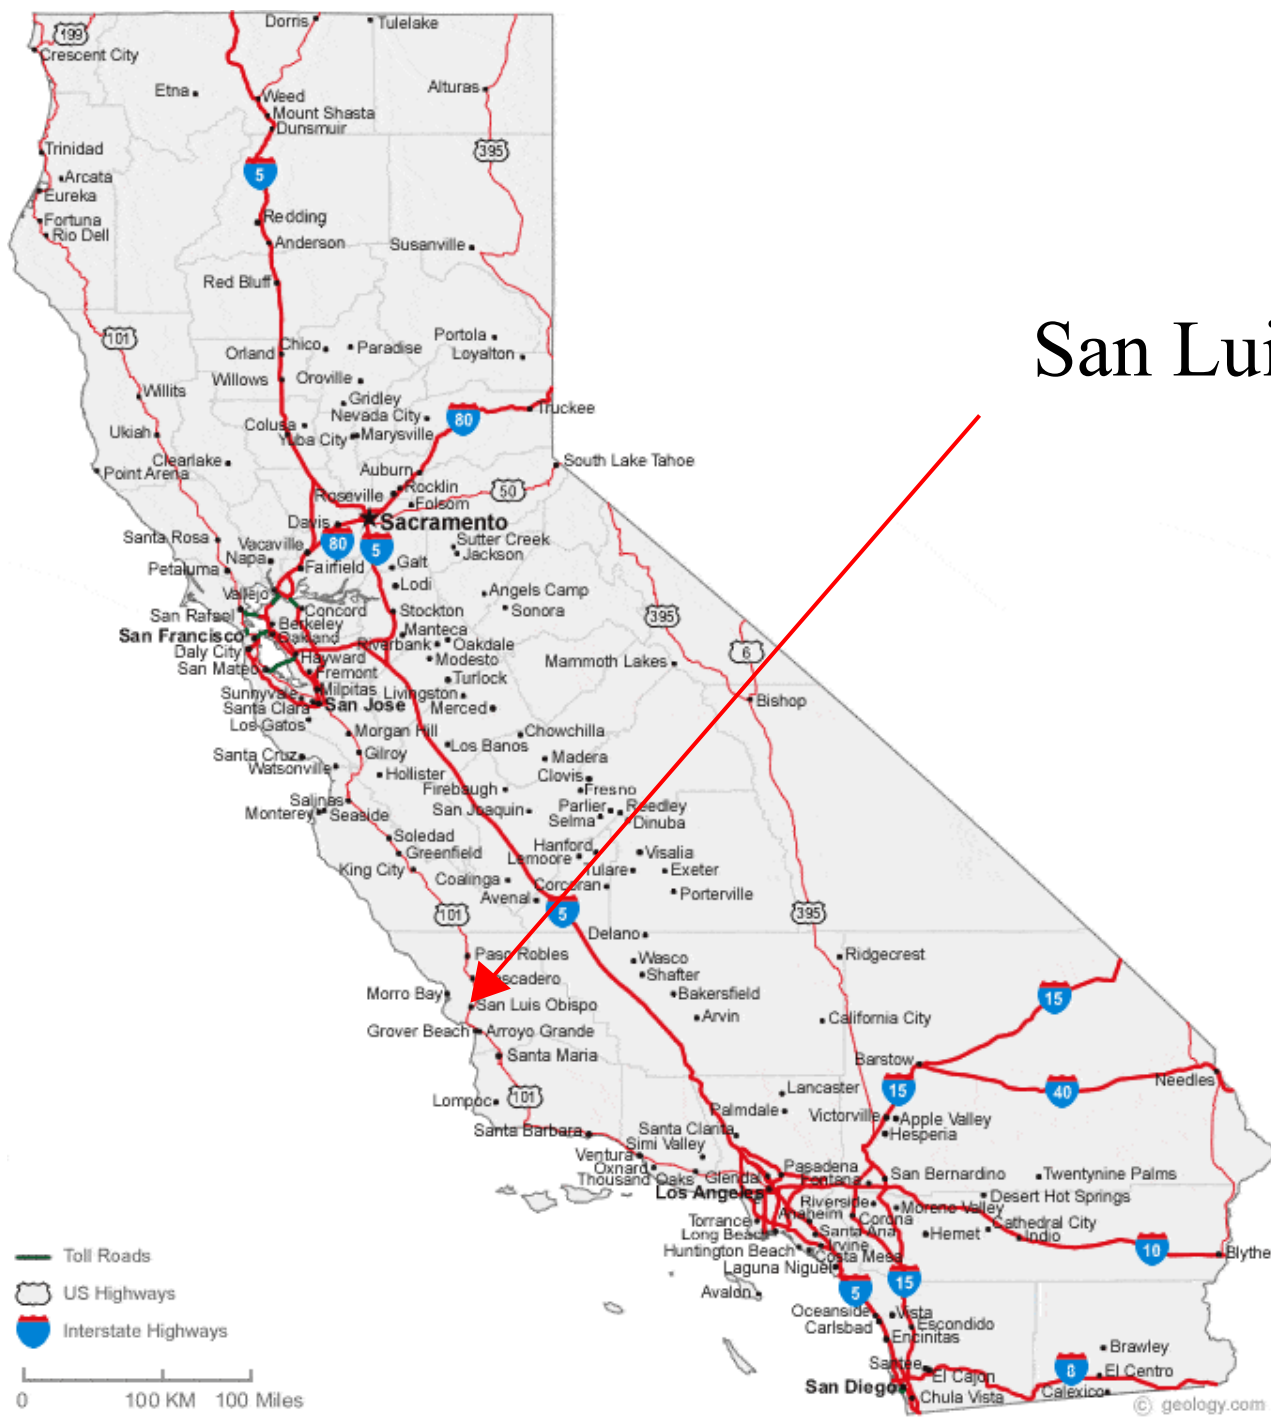 Dorris
Tulelake
199
Crescent City
Etna
Alturas
Weed
Mount Shasta
Dunsmuir
Trinidad
395
5
Arcata
Eureka
Fortuna
Redding
Rio Dell
Anderson
Susanville
Red Bluff
101
Portola
Chico
Paradise
Orland
Loyalton
San Lui
Willows
Oroville
Willits
Gridley
Truckee
Nevada City
80
Colusa
Ukiah
Yuba City
Marysville
Clearlake
South Lake Tahoe
Point Arena
Auburn
Rocklin
50
Roseville
Folsom
Davis
Sacramento
Santa Rosa
Vacaville
80
5
Sutter Creek
Jackson
Napa
Petaluma
Fairfield
Galt
Lodi
Vallejo
Angels Camp
San Rafael
Concord
Stockton
Sonora
395
Berkeley
Manteca
San Francisco
Oakland
Riverbank
Oakdale
Daly City
Hayward
Modesto
6
San Mateo
Fremont
Mammoth Lakes
Turlock
Sunnyvale
Milpitas
Livingston
Santa Clara
San Jose
Merced
Bishop
Los Gatos
Morgan Hill
Chowchilla
Los Banos
Santa Cruz
Gilroy
Madera
Watsonville
Hollister
Clovis
Firebaugh
Fresno
Salinas
Monterey
Seaside
San Joaquin
Parlier
Reedley
Selma
Dinuba
Soledad
Greenfield
Hanford
Lemoore
Visalia
King City
Tulare
Exeter
Coalinga
Corcoran
Avenal
Porterville
101
5
395
Delano
Paso Robles
Wasco
Ridgecrest
Shafter
Atascadero
Morro Bay
Bakersfield
15
San Luis Obispo
Arvin
California City
Grover Beach
Arroyo Grande
Santa Maria
Barstow
Needles
Lompoc
101
Lancaster
15
40
Palmdale
Victorville
Apple Valley
Santa Barbara
Santa Clarita
Hesperia
Simi Valley
Ventura
Oxnard
Pasadena
Thousand Oaks
Glendale
Fontana
San Bernardino
Twentynine Palms
Los Angeles
Riverside
Moreno Valley
Desert Hot Springs
Torrance
Anaheim
Corona
Cathedral City
Long Beach
Santa Ana
Hemet
Indio
Huntington Beach
Irvine
Costa Mesa
10
Blythe
Laguna Niguel
Toll Roads
US Highways
Interstate Highways
5
15
Avalon
Oceanside
Vista
Carlsbad
Escondido
Encinitas
Brawley
Santee
El Cajon
8
El Centro
San Diego
Chula Vista
Calexico
0
100 KM
100 Miles
© geology.com